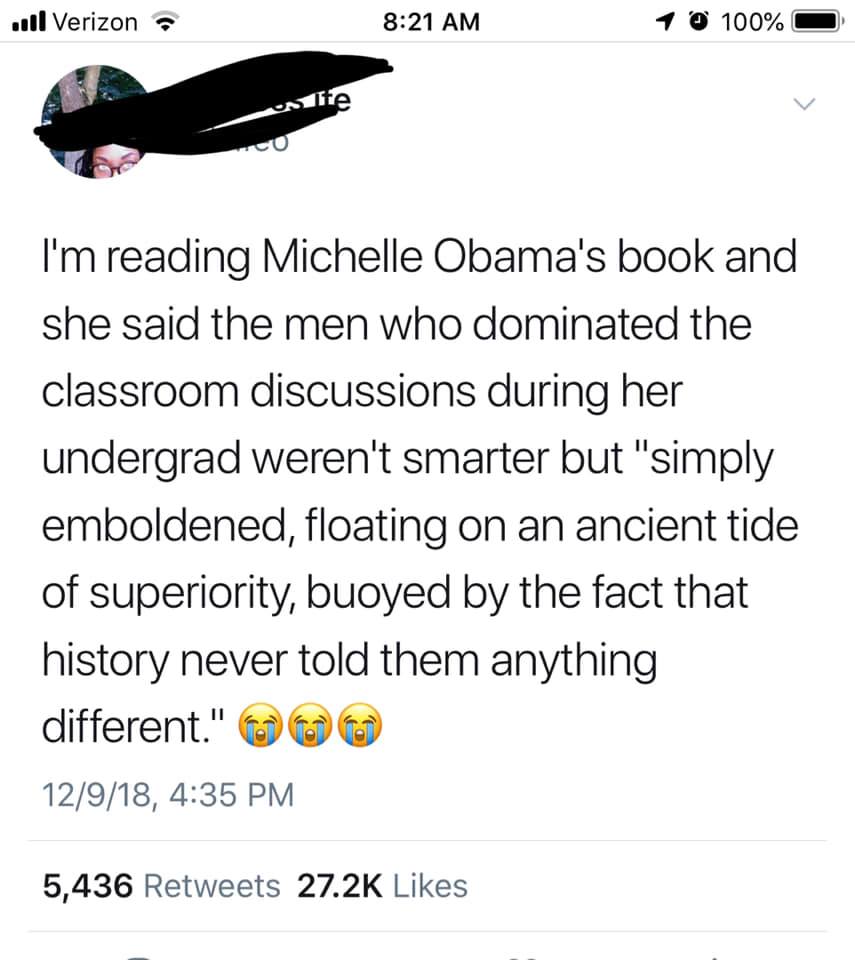 Verizon 8:21 AM 100%
I'm reading Michelle Obama's book and
she said the men who dominated the
classroom discussions during her
undergrad weren't smarter but "simply
emboldened, floating on an ancient tide
of superiority, buoyed by the fact that
history never told them anything
different." 😭😭😭
12/9/18, 4:35 PM
5,436 Retweets 27.2K Likes